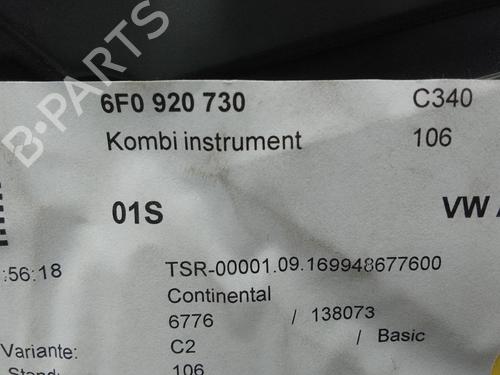 6F0 920 730 C340
Kombi instrument 106
01S VW
:56:18 TSR-00001.09.169948677600
Continental
6776 / 138073
/ Basic
Variante: C2
Stand: 106
B-PARTS